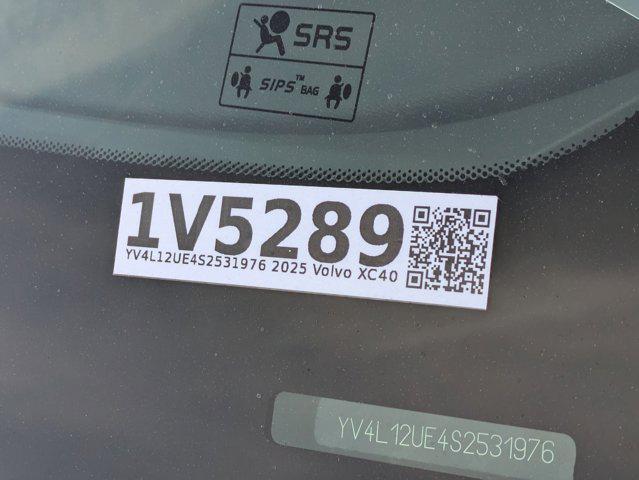 SRS
SIPS™ BAG
1V5289
YV4L12UE4S2531976 2025 Volvo XC40
YV4L12UE4S2531976